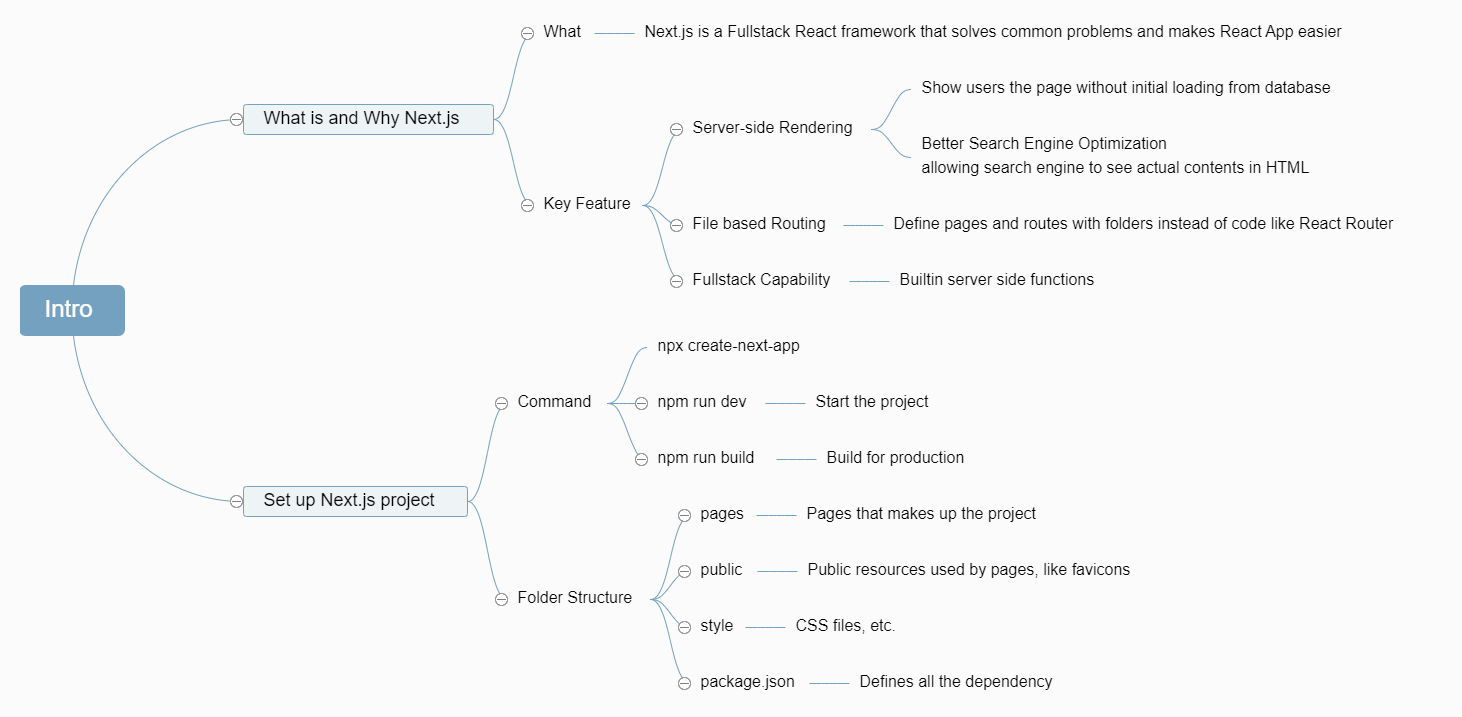 Intro
What is and Why Next.js
What
Next.js is a Fullstack React framework that solves common problems and makes React App easier
Key Feature
Server-side Rendering
Show users the page without initial loading from database
Better Search Engine Optimization
allowing search engine to see actual contents in HTML
File based Routing
Define pages and routes with folders instead of code like React Router
Fullstack Capability
Builtin server side functions
Set up Next.js project
Command
npx create-next-app
npm run dev
Start the project
npm run build
Build for production
Folder Structure
pages
Pages that makes up the project
public
Public resources used by pages, like favicons
style
CSS files, etc.
package.json
Defines all the dependency